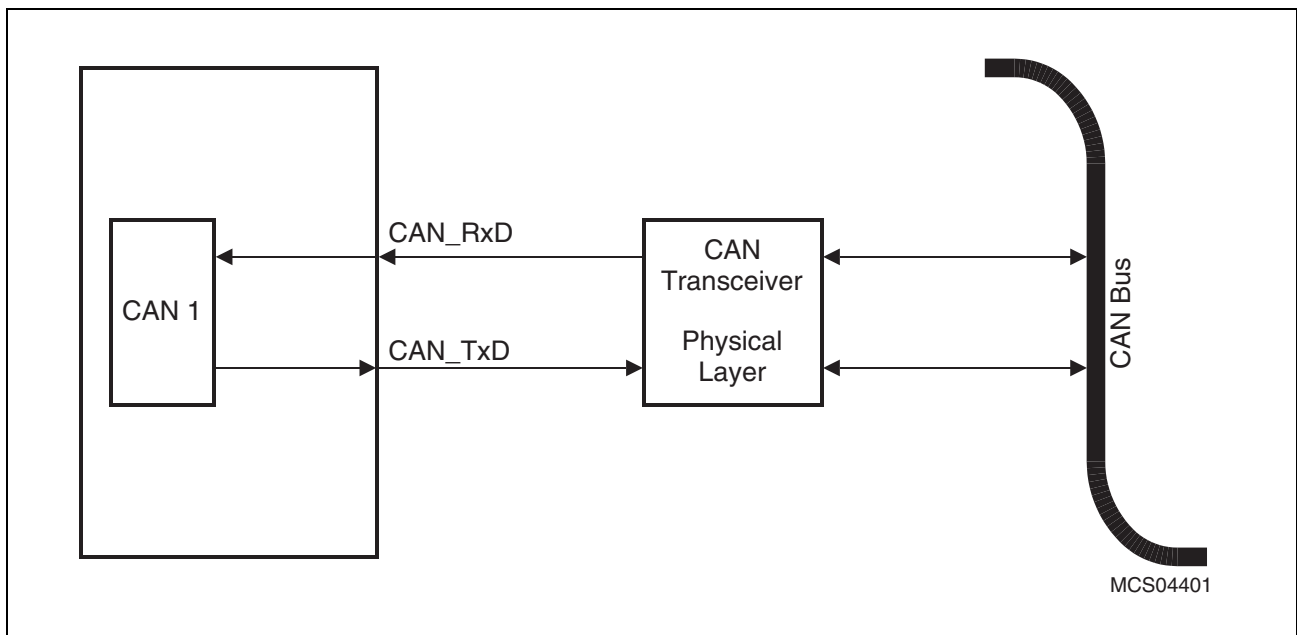 CAN_RxD
CAN 1
CAN_TxD
CAN
Transceiver
Physical
Layer
CAN Bus
MCS04401